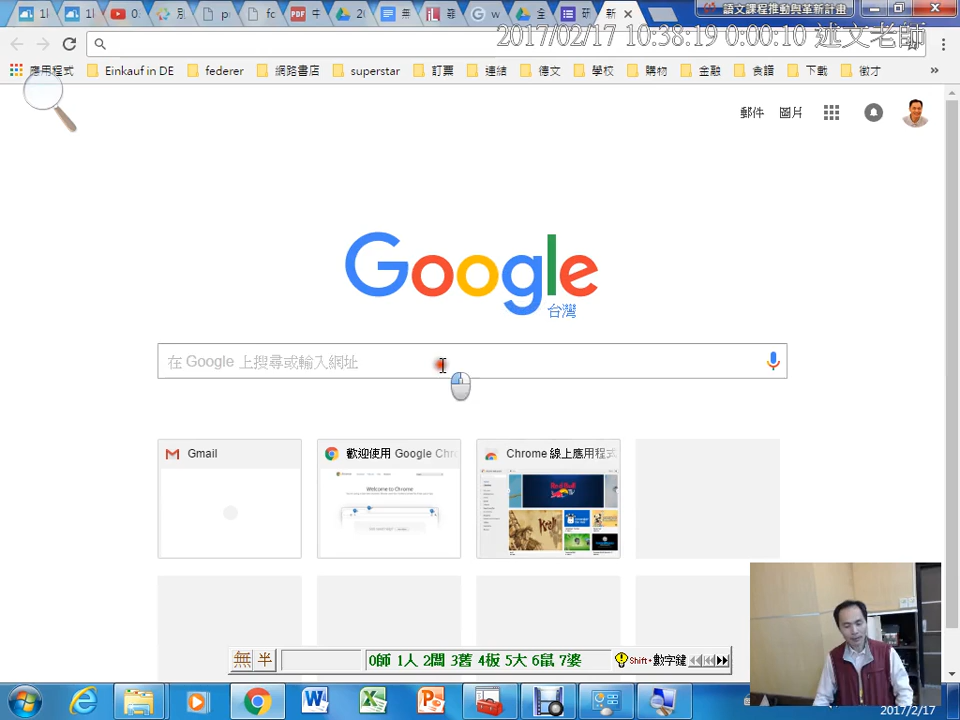 語文課程推動與革新計畫
2017/02/17 10:38:19 0:00:10 述文老師
應用程式 Einkauf in DE federer 網路書店 superstar 訂票 連結 德文 學校 購物 金融 食譜 下載 徵才 »
郵件 圖片
Google
台灣
在 Google 上搜尋或輸入網址
Gmail 歡迎使用 Google Chr Chrome 線上應用程式
Welcome to Chrome
Red Bull
無 半 0師 1人 2閭 3舊 4板 5大 6鼠 7婆 Shift+數字鍵
2017/2/17